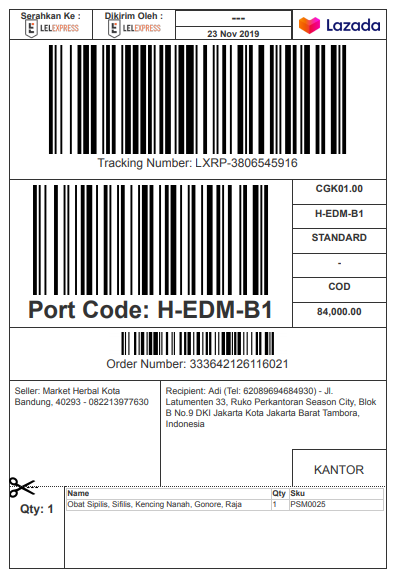 Serahkan Ke :
LELEXPRESS
Dikirim Oleh :
LELEXPRESS
---
23 Nov 2019
Lazada
Tracking Number: LXRP-3806545916
Port Code: H-EDM-B1
CGK01.00
H-EDM-B1
STANDARD
-
COD
84,000.00
Order Number: 333642126116021
Seller: Market Herbal Kota
Bandung, 40293 - 082213977630
Recipient: Adi (Tel: 62089694684930) - Jl.
Latumenten 33, Ruko Perkantoran Season City, Blok
B No.9 DKI Jakarta Kota Jakarta Barat Tambora,
Indonesia
KANTOR
Qty: 1
Name Qty Sku
Obat Sipilis, Sifilis, Kencing Nanah, Gonore, Raja 1 PSM0025